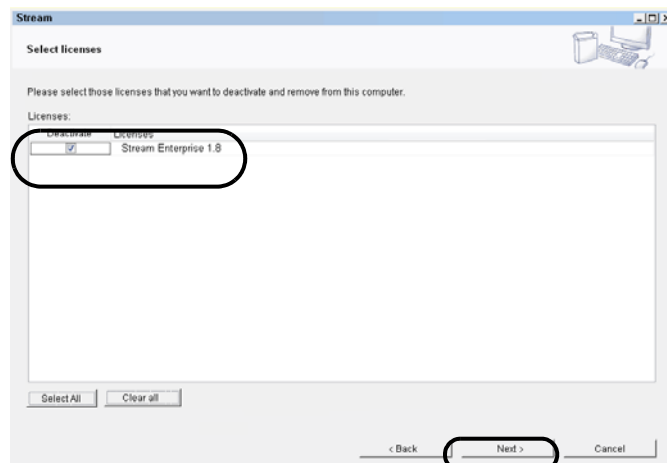 Stream
Select licenses
Please select those licenses that you want to deactivate and remove from this computer.
Licenses:
Deactivate Licenses
Stream Enterprise 1.8
Select All Clear all
< Back Next > Cancel